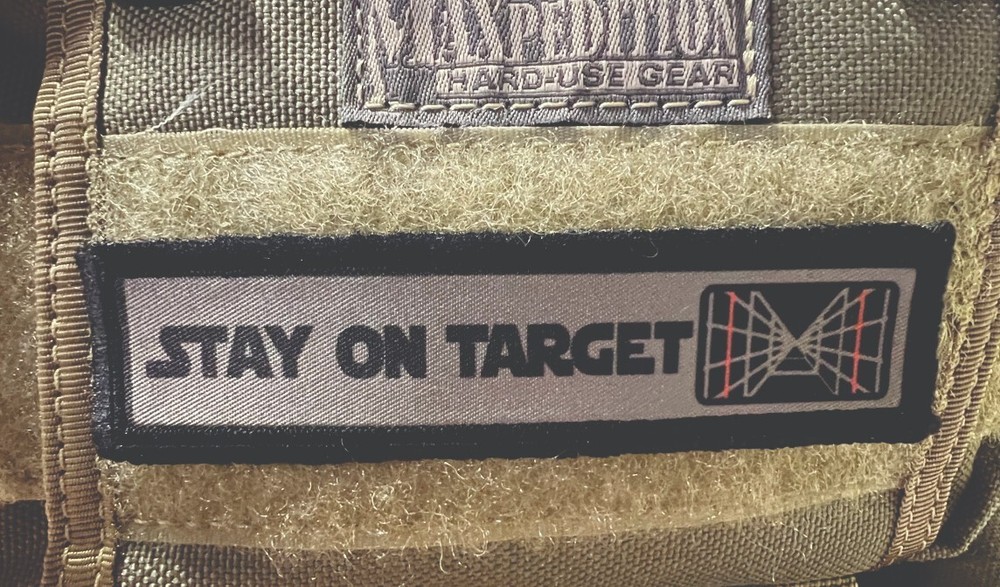 MAXPEDITION
HARD-USE GEAR
STAY ON TARGET